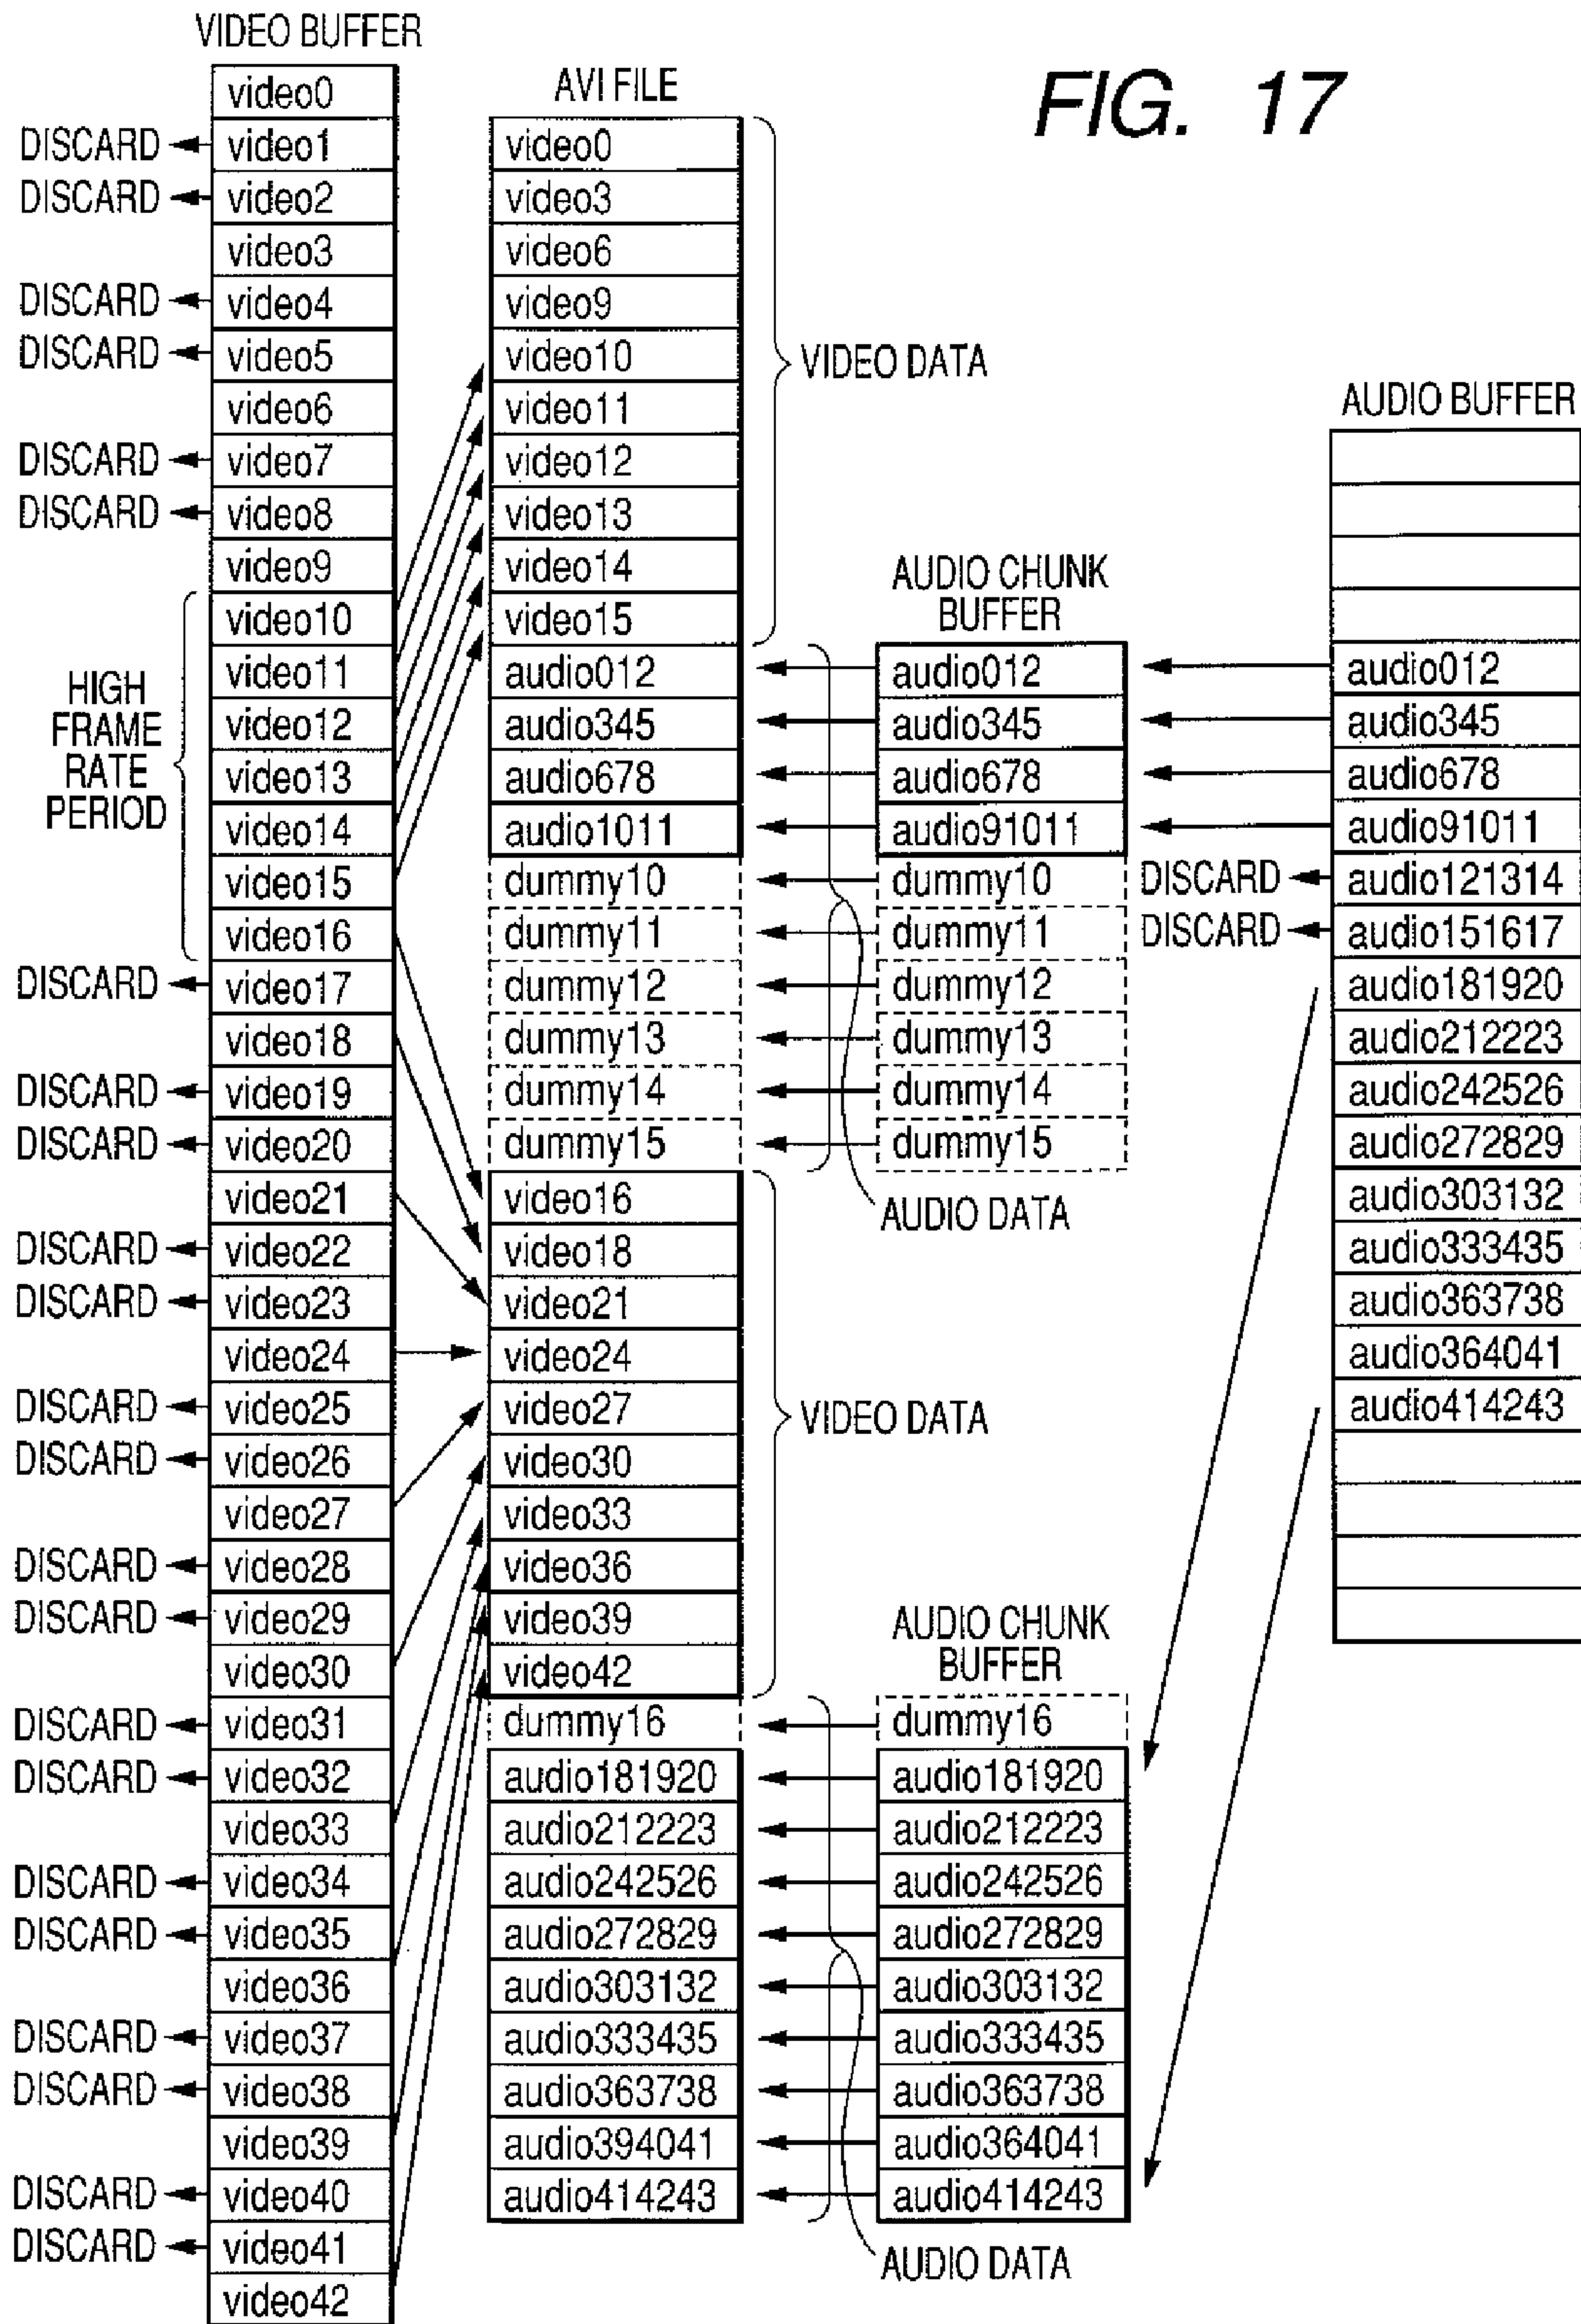 FIG. 17
VIDEO BUFFER
video0
DISCARD video1
DISCARD video2
video3
DISCARD video4
DISCARD video5
video6
DISCARD video7
DISCARD video8
video9
video10
video11
video12
video13
video14
video15
video16
HIGH
FRAME
RATE
PERIOD
DISCARD video17
video18
DISCARD video19
DISCARD video20
video21
DISCARD video22
DISCARD video23
video24
DISCARD video25
DISCARD video26
video27
DISCARD video28
DISCARD video29
video30
DISCARD video31
DISCARD video32
video33
DISCARD video34
DISCARD video35
video36
DISCARD video37
DISCARD video38
video39
DISCARD video40
DISCARD video41
video42
AVI FILE
video0
video3
video6
video9
video10
video11
video12
video13
video14
video15
VIDEO DATA
audio012
audio345
audio678
audio1011
dummy10
dummy11
dummy12
dummy13
dummy14
dummy15
AUDIO DATA
video16
video18
video21
video24
video27
video30
video33
video36
video39
video42
VIDEO DATA
dummy16
audio181920
audio212223
audio242526
audio272829
audio303132
audio333435
audio363738
audio394041
audio414243
AUDIO DATA
AUDIO CHUNK
BUFFER
audio012
audio345
audio678
audio91011
dummy10
dummy11
dummy12
dummy13
dummy14
dummy15
AUDIO CHUNK
BUFFER
dummy16
audio181920
audio212223
audio242526
audio272829
audio303132
audio333435
audio363738
audio364041
audio414243
AUDIO BUFFER
audio012
audio345
audio678
audio91011
DISCARD audio121314
DISCARD audio151617
audio181920
audio212223
audio242526
audio272829
audio303132
audio333435
audio363738
audio364041
audio414243